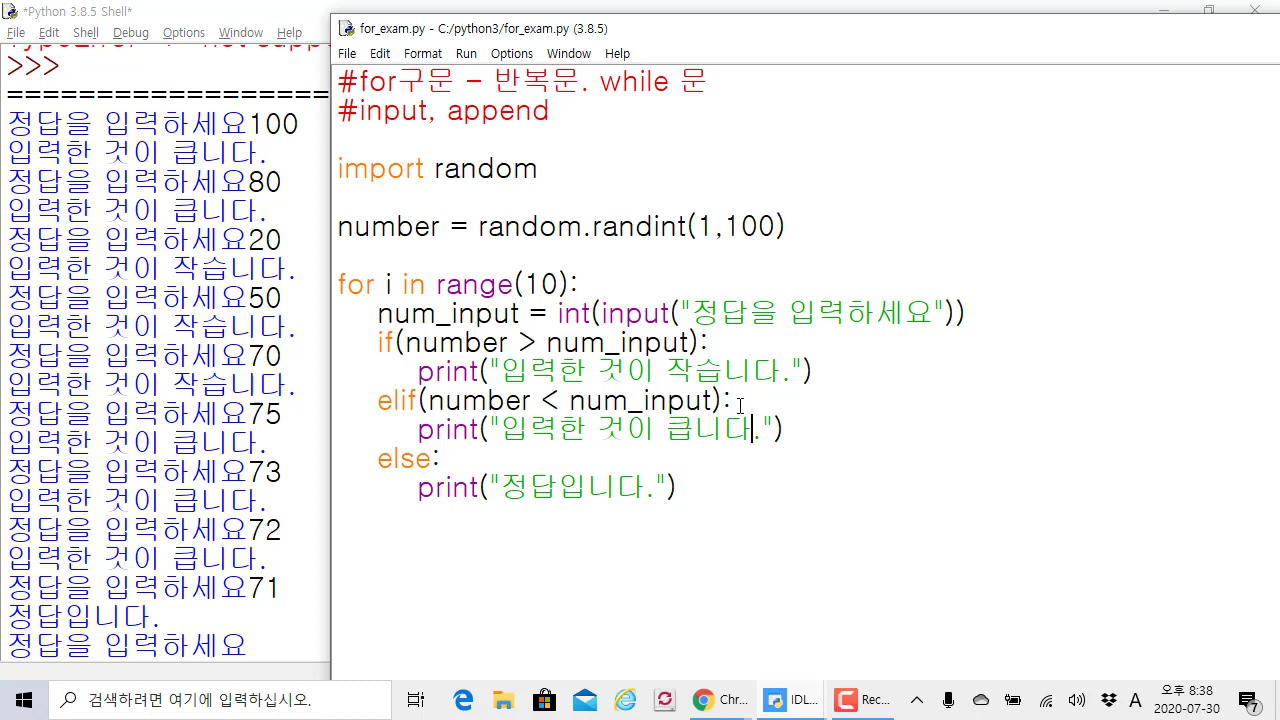 *Python 3.8.5 Shell*
File Edit Shell Debug Options Window Help
>>>
정답을 입력하세요100
입력한 것이 큽니다.
정답을 입력하세요80
입력한 것이 큽니다.
정답을 입력하세요20
입력한 것이 작습니다.
정답을 입력하세요50
입력한 것이 작습니다.
정답을 입력하세요70
입력한 것이 작습니다.
정답을 입력하세요75
입력한 것이 큽니다.
정답을 입력하세요73
입력한 것이 큽니다.
정답을 입력하세요72
입력한 것이 큽니다.
정답을 입력하세요71
정답입니다.
정답을 입력하세요
for_exam.py - C:/python3/for_exam.py (3.8.5)
File Edit Format Run Options Window Help
#for구문 - 반복문. while 문
#input, append
import random
number = random.randint(1,100)
for i in range(10):
num_input = int(input("정답을 입력하세요"))
if(number > num_input):
print("입력한 것이 작습니다.")
elif(number < num_input):
print("입력한 것이 큽니다.")
else:
print("정답입니다.")
검색하려면 여기에 입력하십시오.
Chr...
IDL...
Rec...
A
오후 8:38
2020-07-30
7